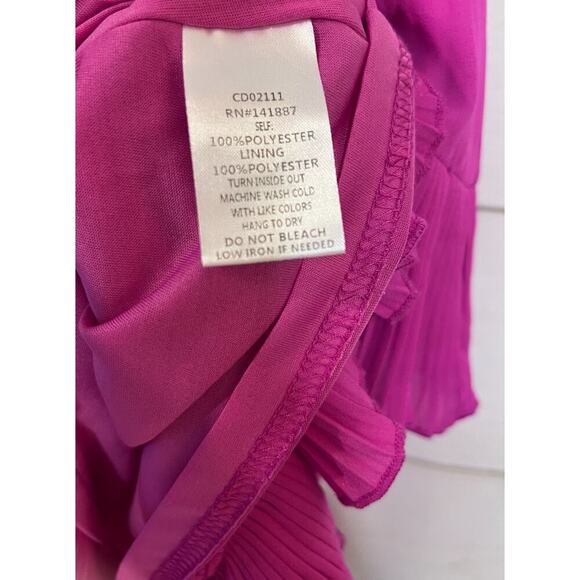 CD02111
RN#141887
SELF:
100%POLYESTER
LINING
100%POLYESTER
TURN INSIDE OUT
MACHINE WASH COLD
WITH LIKE COLORS
HANG TO DRY
DO NOT BLEACH
LOW IRON IF NEEDED